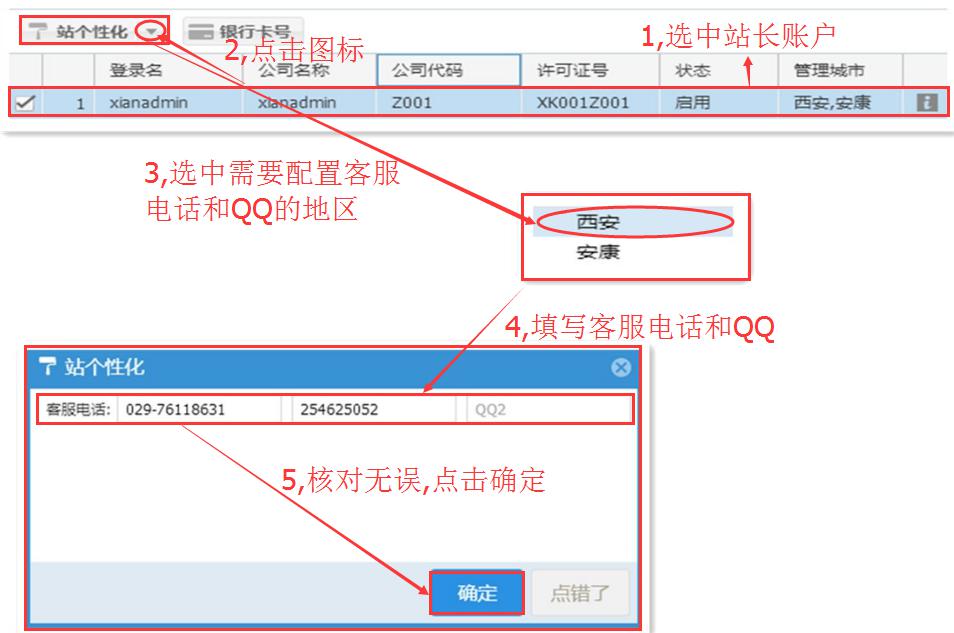 站个性化 银行卡号
1,选中站长账户
2,点击图标
登录名 公司名称 公司代码 许可证号 状态 管理城市
1 xianadmin xianadmin Z001 XK001Z001 启用 西安,安康
3,选中需要配置客服
电话和QQ的地区
西安
安康
4,填写客服电话和QQ
站个性化
客服电话: 029-76118631 254625052 QQ2
5,核对无误,点击确定
确定 点错了